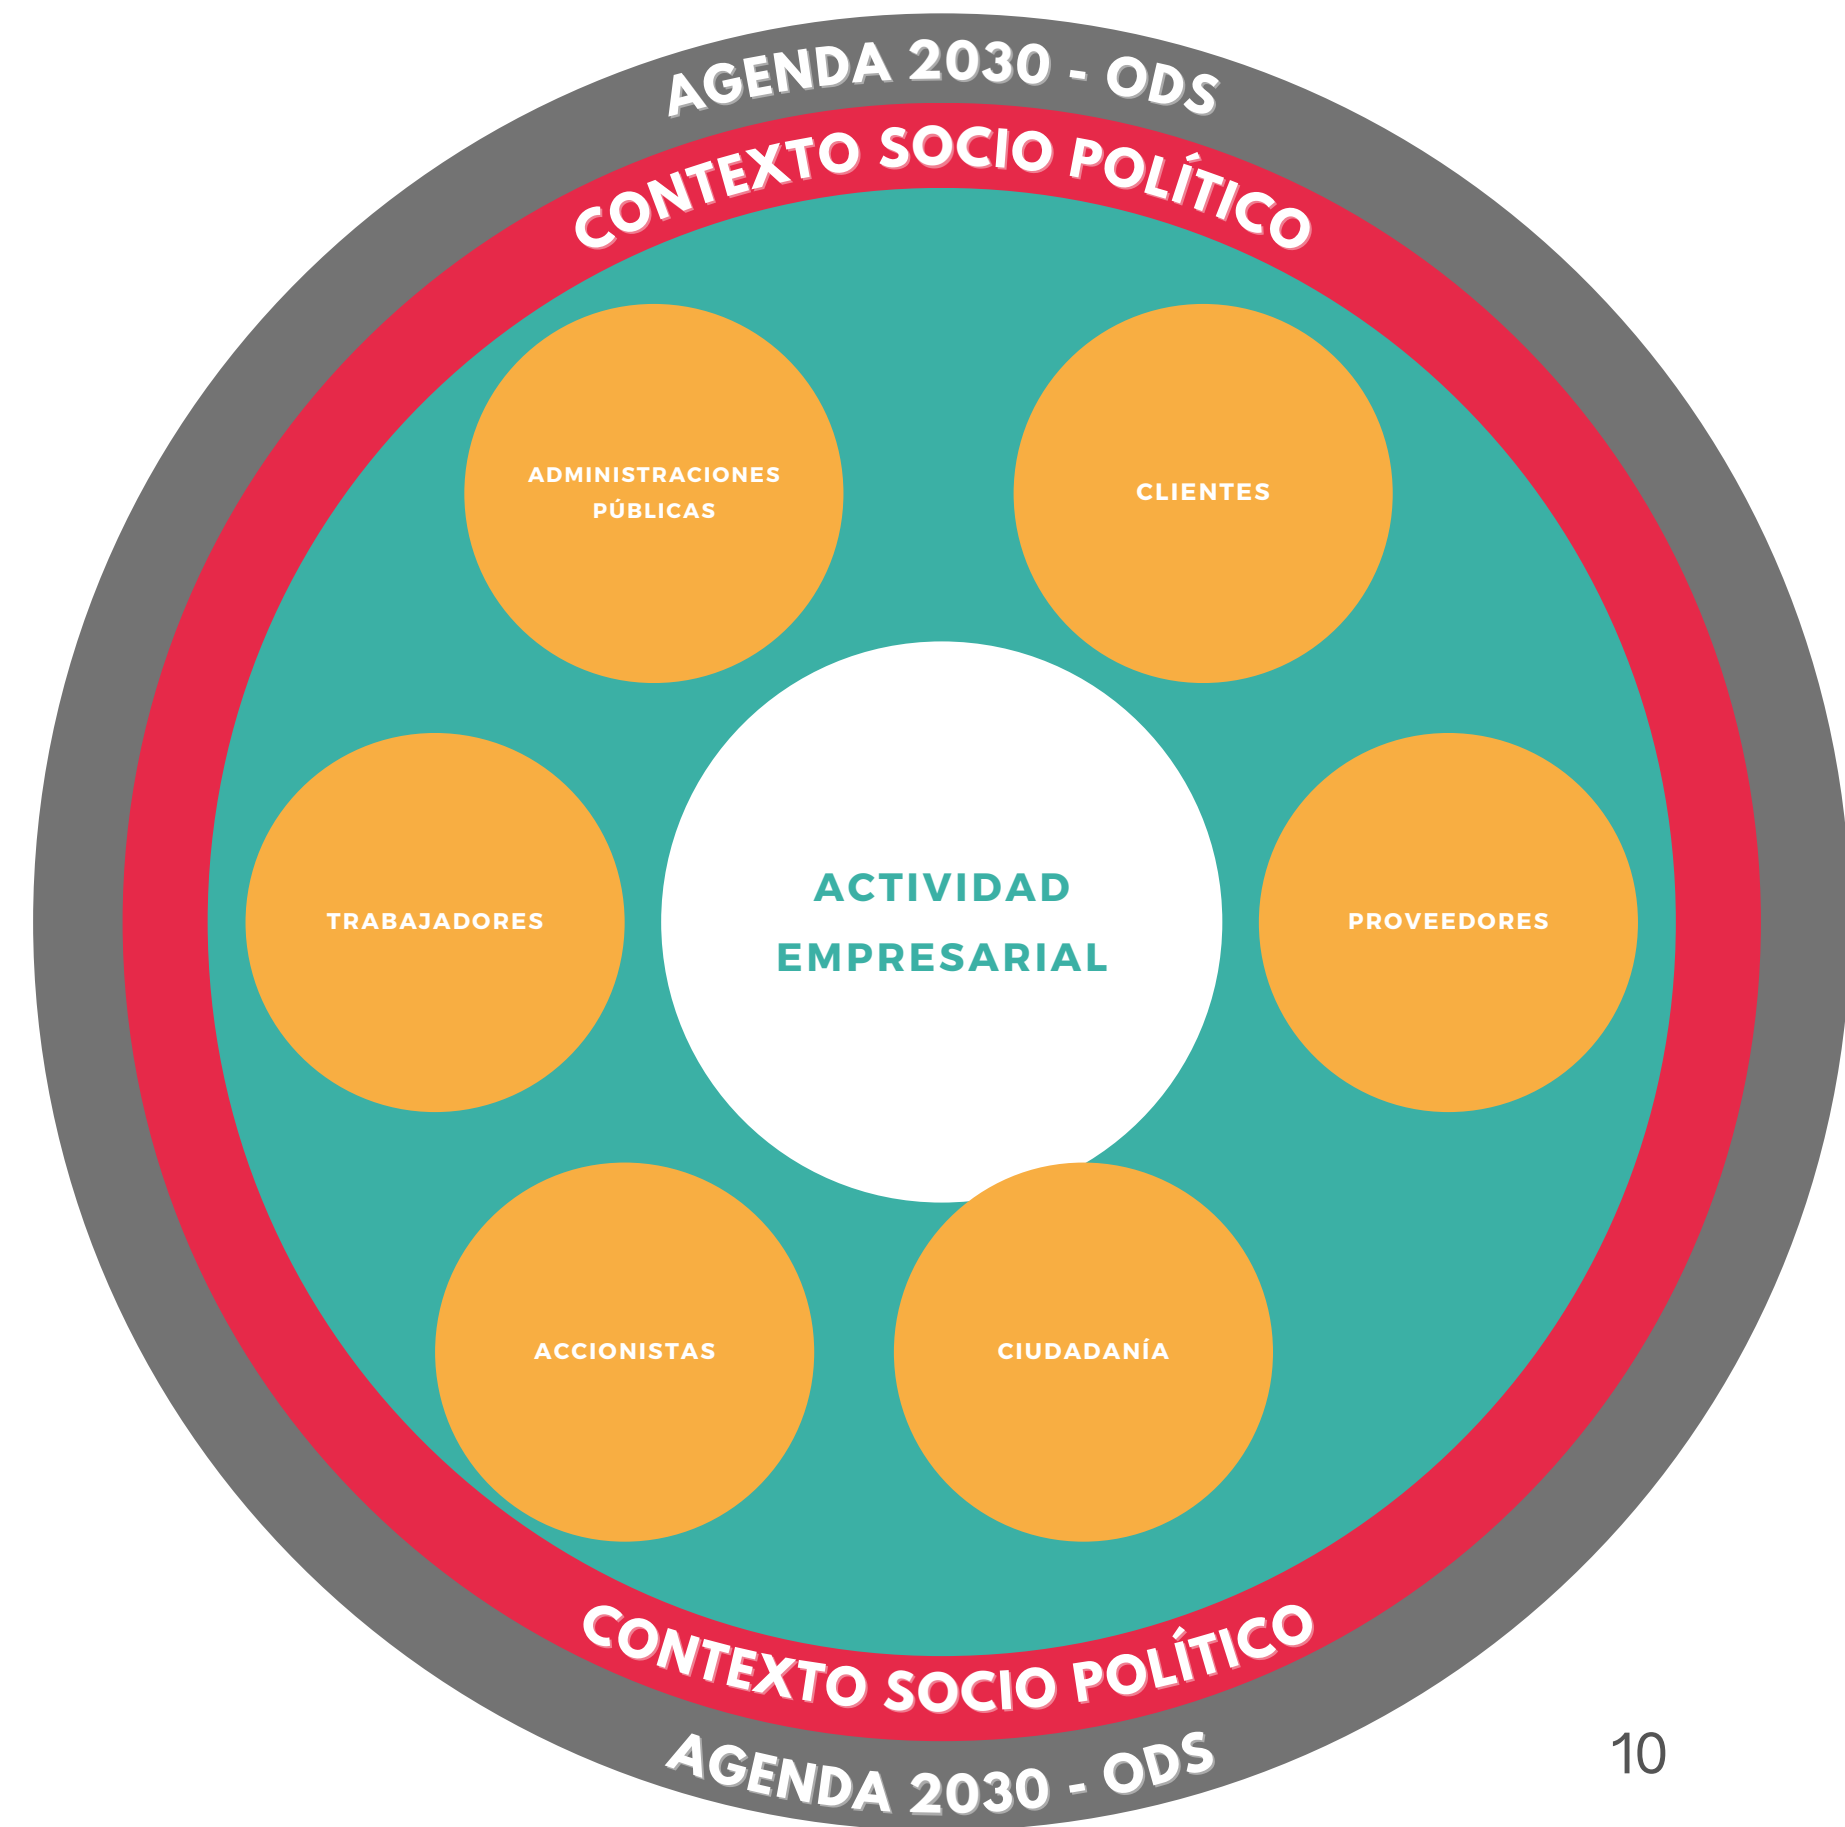 AGENDA 2030 - ODS
CONTEXTO SOCIO POLÍTICO
ADMINISTRACIONES
PÚBLICAS
CLIENTES
TRABAJADORES
ACTIVIDAD
EMPRESARIAL
PROVEEDORES
ACCIONISTAS
CIUDADANÍA
CONTEXTO SOCIO POLÍTICO
AGENDA 2030 - ODS
10